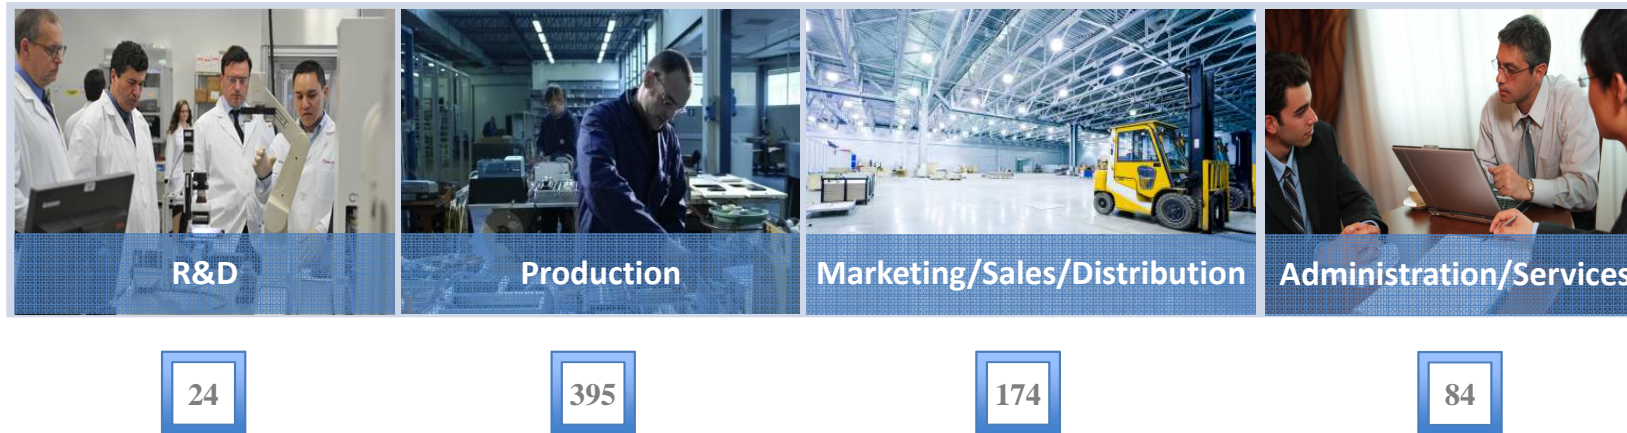 R&D
Production
Marketing/Sales/Distribution
Administration/Services
24
395
174
84